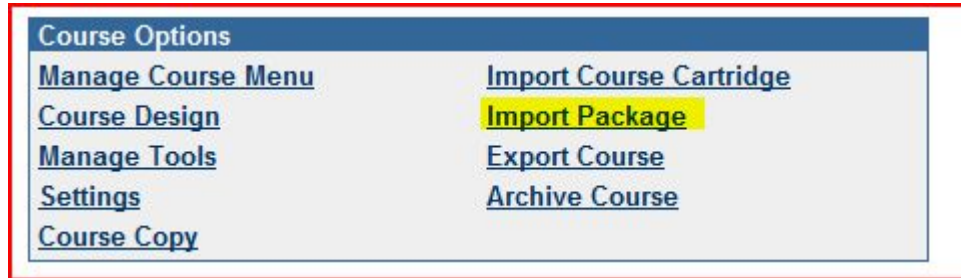 Course Options
Manage Course Menu
Import Course Cartridge
Course Design
Import Package
Manage Tools
Export Course
Settings
Archive Course
Course Copy